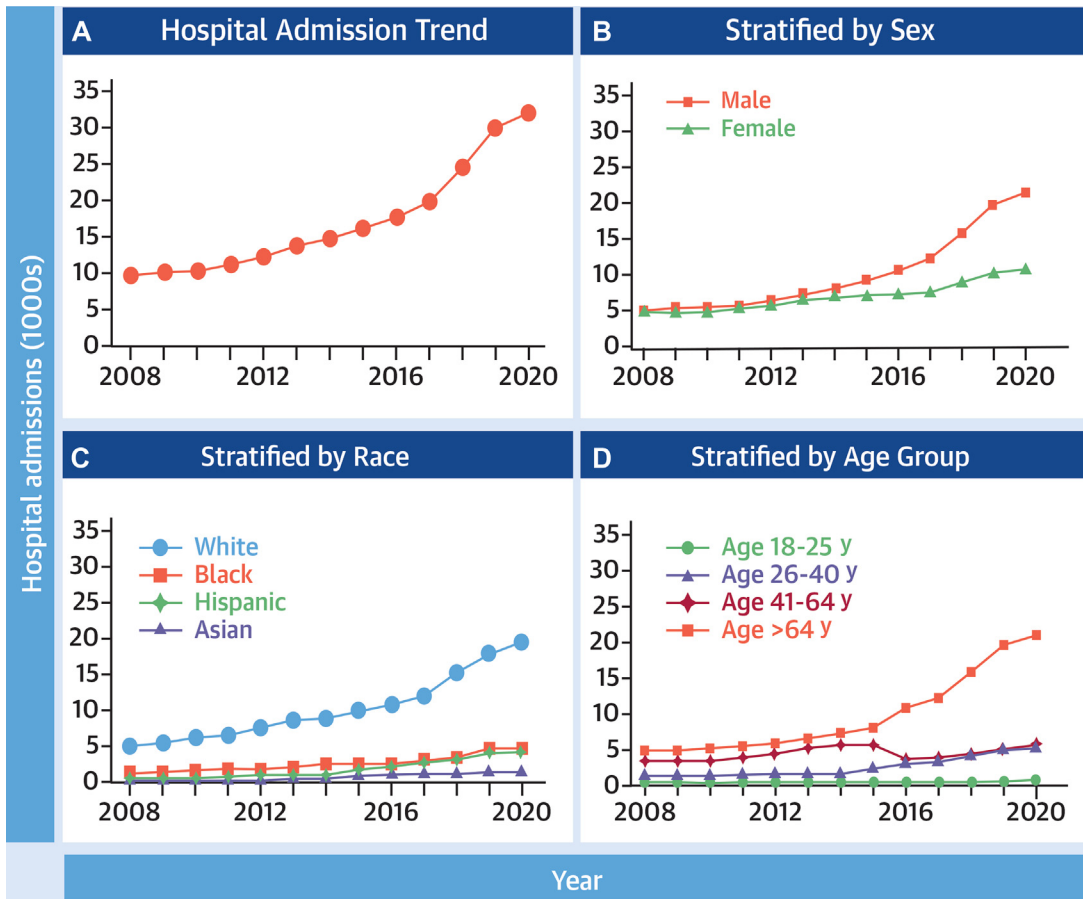 A Hospital Admission Trend
35
30
25
20
15
10
5
0
2008 2012 2016 2020
B Stratified by Sex
35
30
25
20
15
10
5
0
Male
Female
2008 2012 2016 2020
C Stratified by Race
35
30
25
20
15
10
5
0
White
Black
Hispanic
Asian
2008 2012 2016 2020
D Stratified by Age Group
35
30
25
20
15
10
5
0
Age 18-25 y
Age 26-40 y
Age 41-64 y
Age >64 y
2008 2012 2016 2020
Hospital admissions (1000s)
Year